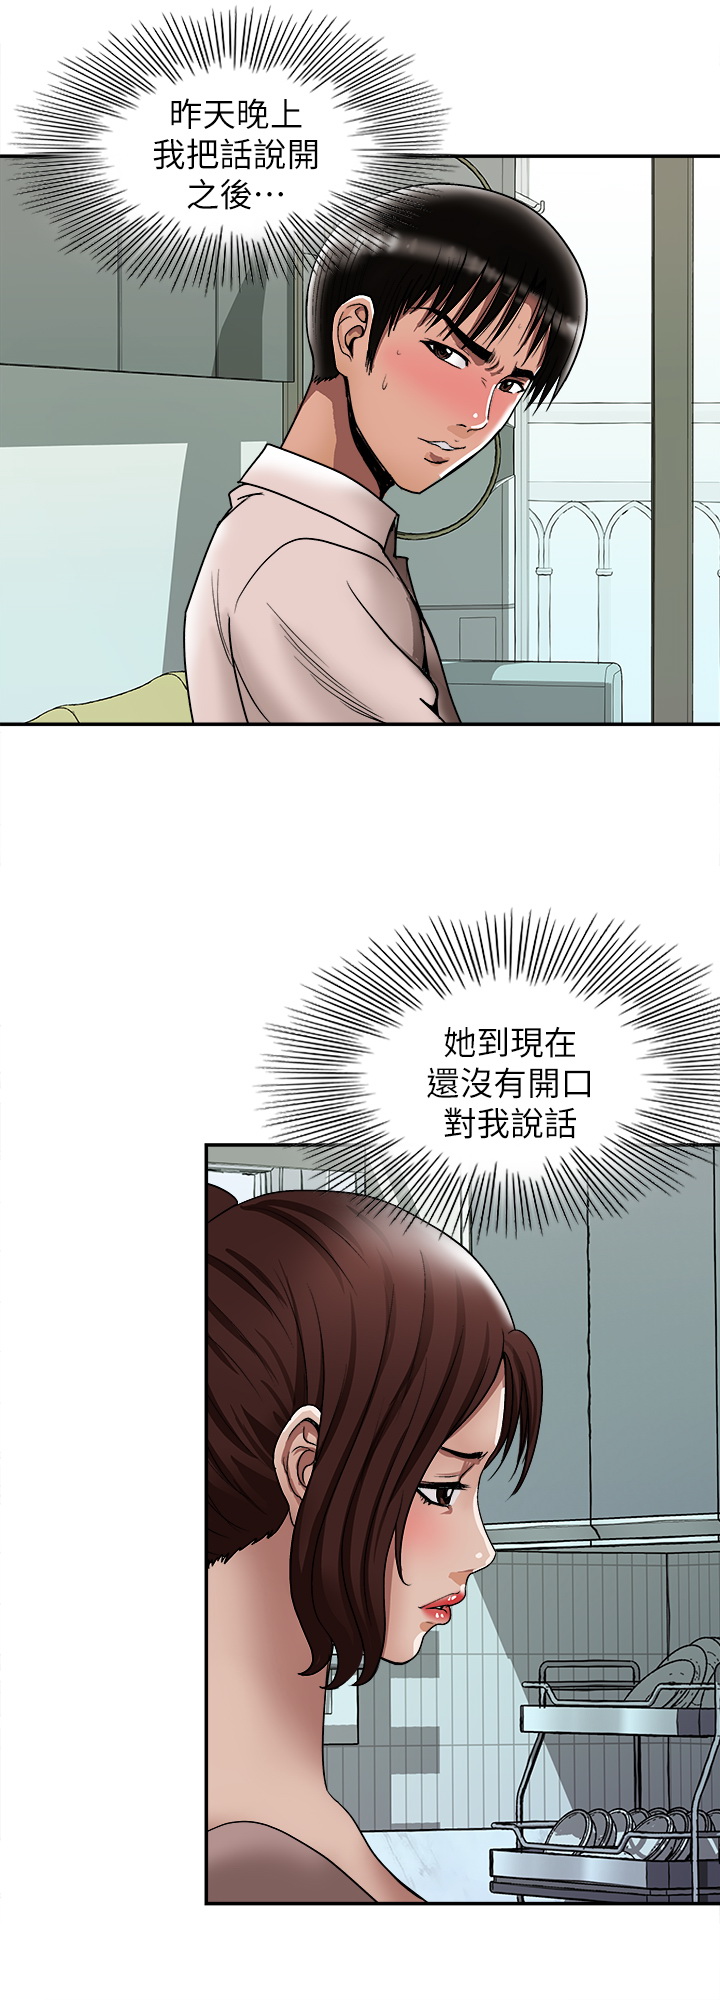 昨天晚上
我把話說開
之後⋯
她到現在
還沒有開口
對我說話